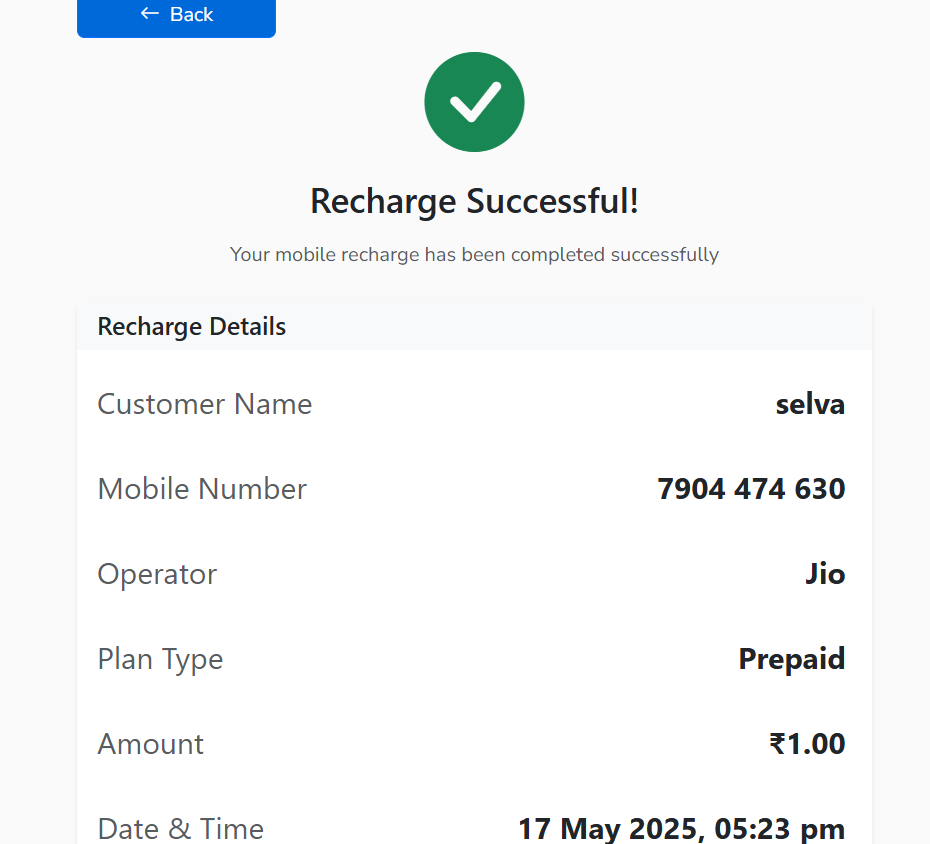 ← Back
Recharge Successful!
Your mobile recharge has been completed successfully
Recharge Details
Customer Name selva
Mobile Number 7904 474 630
Operator Jio
Plan Type Prepaid
Amount ₹1.00
Date & Time 17 May 2025, 05:23 pm